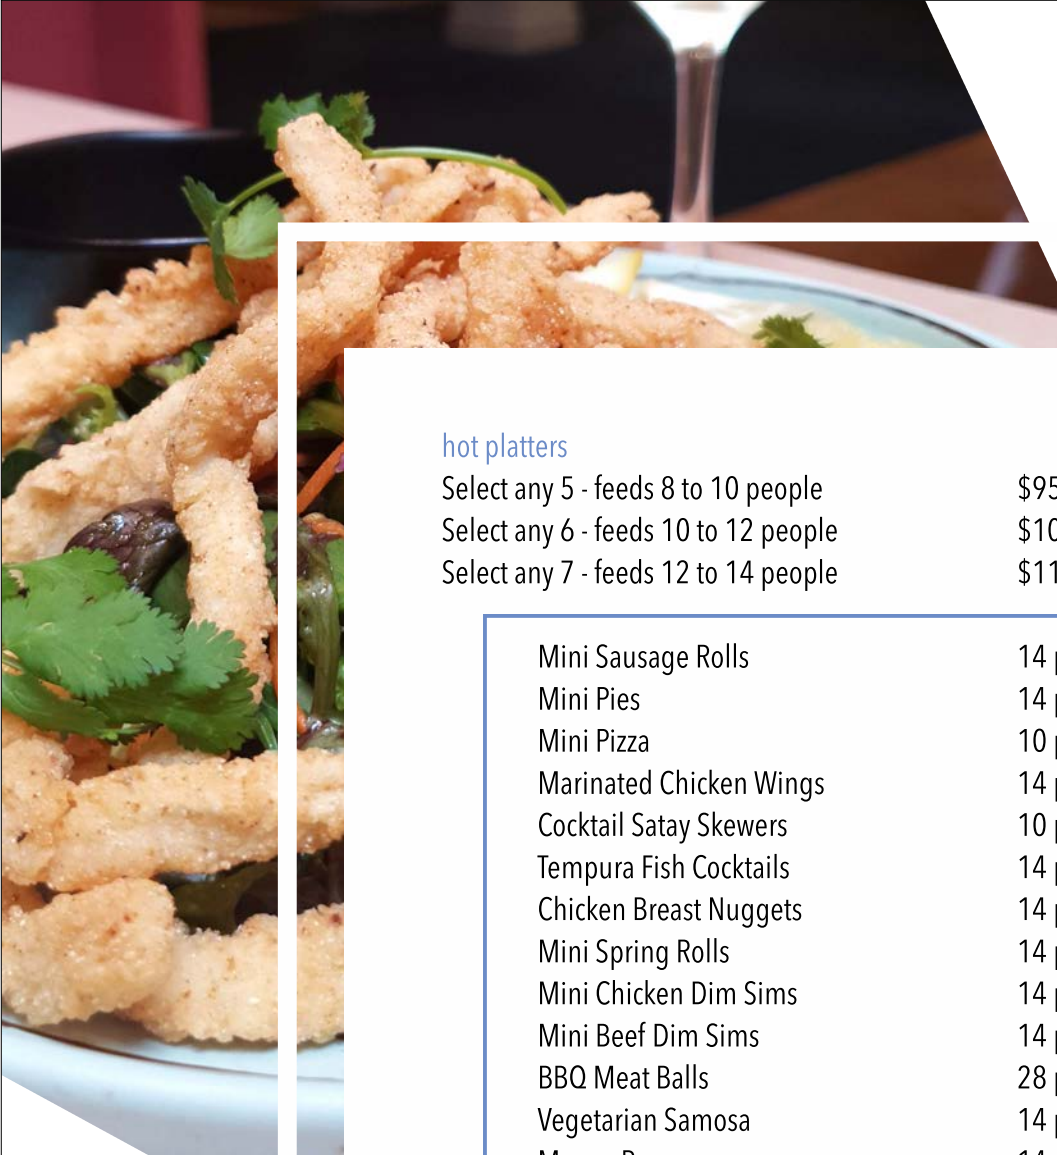 hot platters
Select any 5 - feeds 8 to 10 people
Select any 6 - feeds 10 to 12 people
Select any 7 - feeds 12 to 14 people
Mini Sausage Rolls 14
Mini Pies 14
Mini Pizza 10
Marinated Chicken Wings 14
Cocktail Satay Skewers 10
Tempura Fish Cocktails 14
Chicken Breast Nuggets 14
Mini Spring Rolls 14
Mini Chicken Dim Sims 14
Mini Beef Dim Sims 14
BBQ Meat Balls 28
Vegetarian Samosa 14